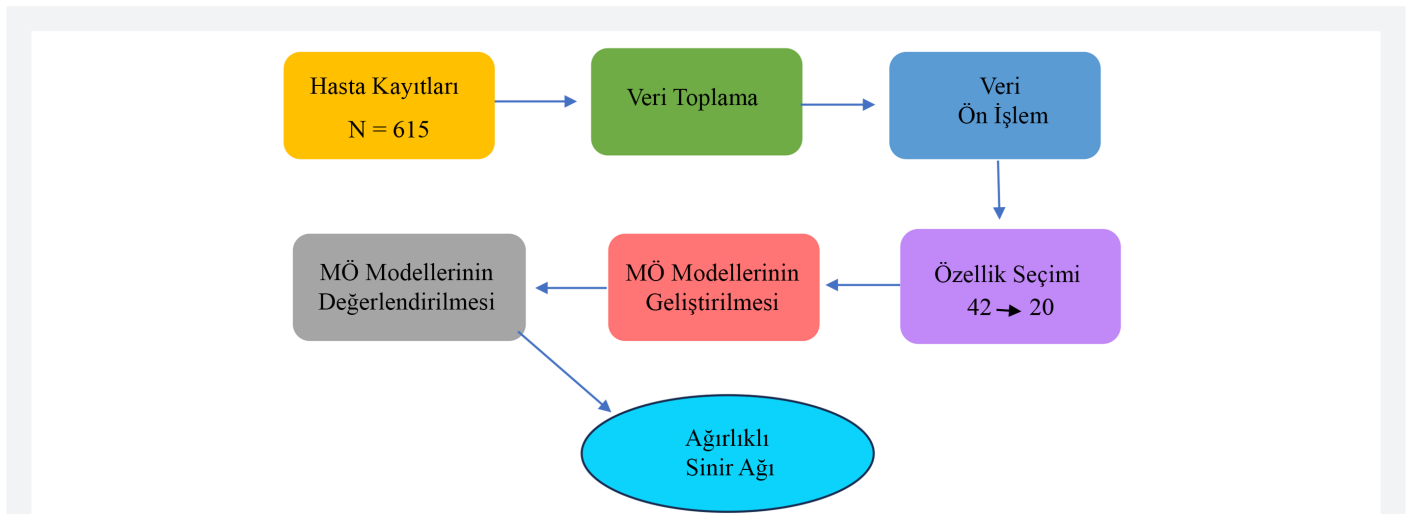 Hasta Kayıtları
N = 615
Veri Toplama
Veri
Ön İşlem
Özellik Seçimi
42 → 20
MÖ Modellerinin
Geliştirilmesi
MÖ Modellerinin
Değerlendirilmesi
Ağırlıklı
Sinir Ağı